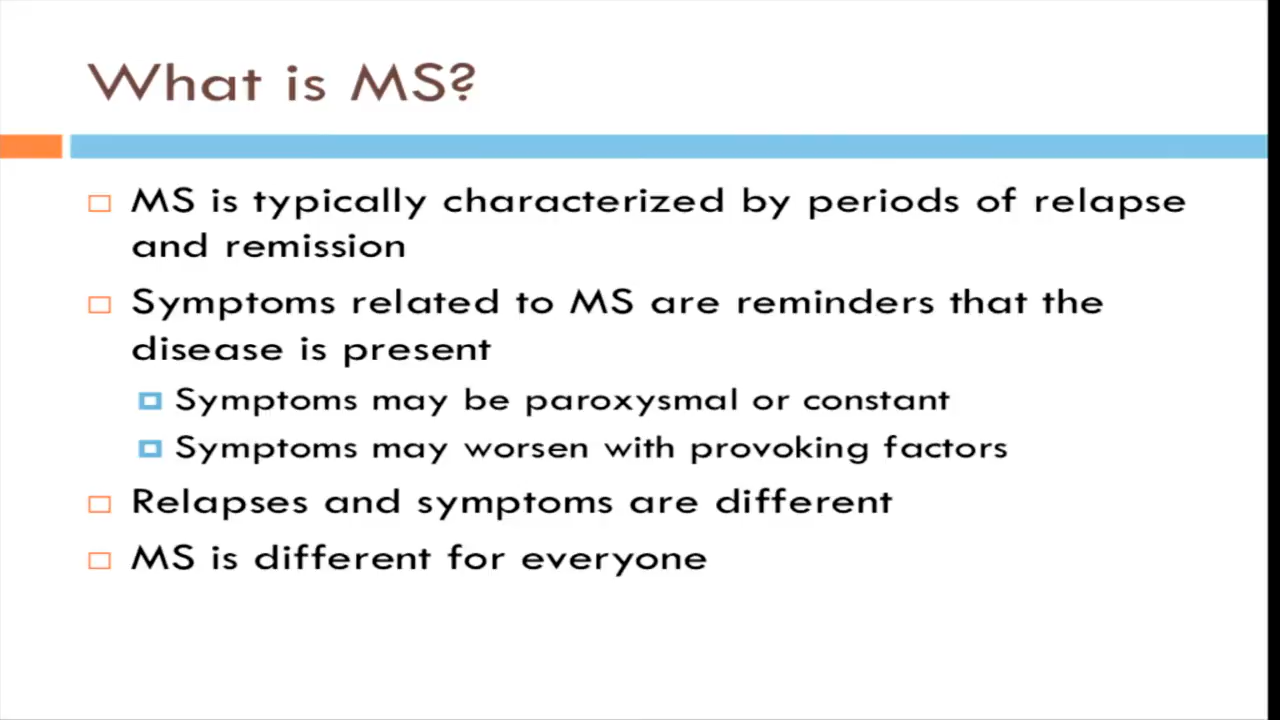 What is MS?
MS is typically characterized by periods of relapse
and remission
Symptoms related to MS are reminders that the
disease is present
Symptoms may be paroxysmal or constant
Symptoms may worsen with provoking factors
Relapses and symptoms are different
MS is different for everyone